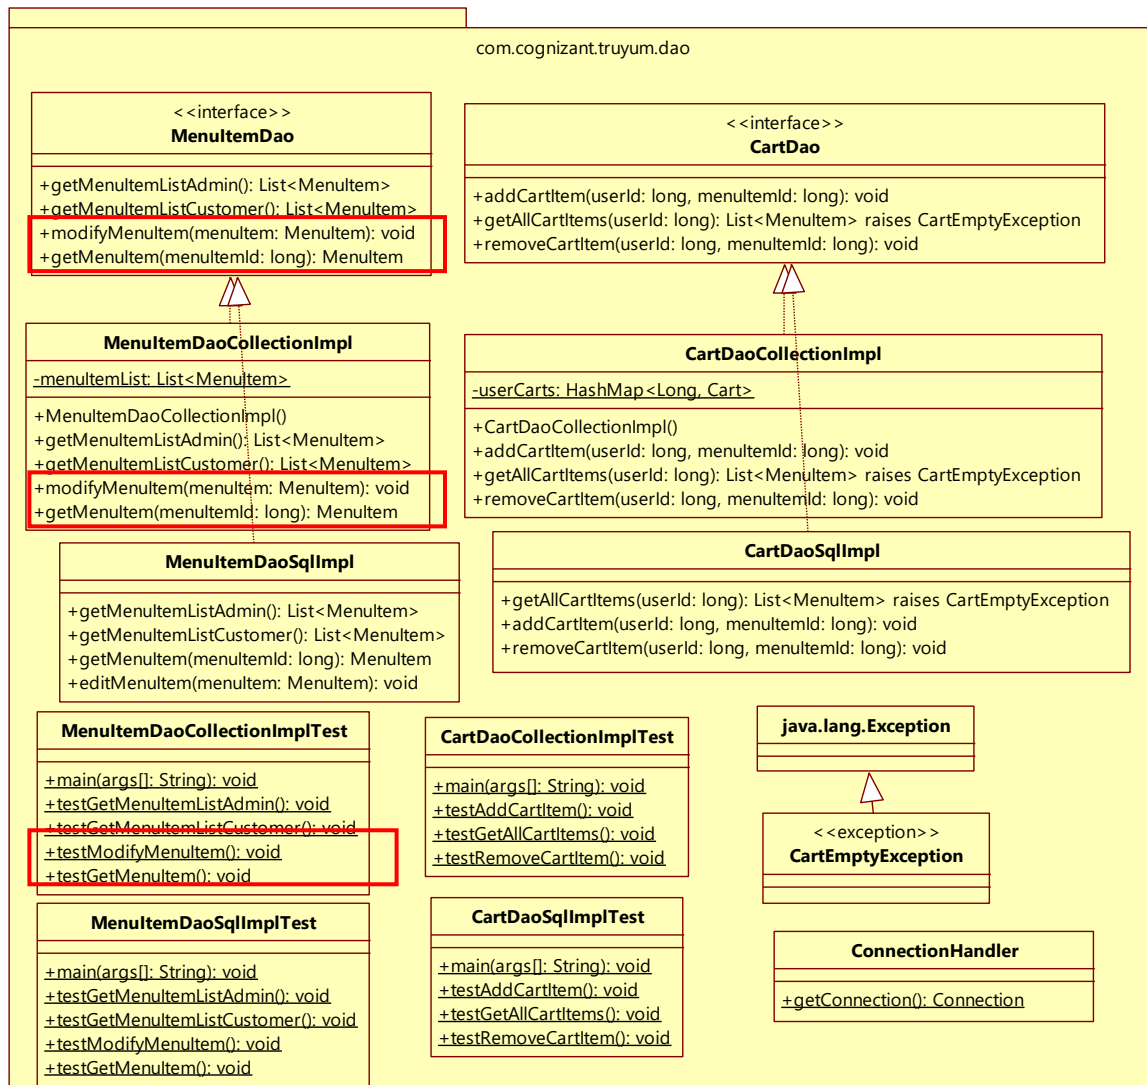 com.cognizant.truyum.dao
<<interface>>
MenuItemDao
+getMenuItemListAdmin(): List<MenuItem>
+getMenuItemListCustomer(): List<MenuItem>
+modifyMenuItem(menuItem: MenuItem): void
+getMenuItem(menuItemId: long): MenuItem
<<interface>>
CartDao
+addCartItem(userId: long, menuItemId: long): void
+getAllCartItems(userId: long): List<MenuItem> raises CartEmptyException
+removeCartItem(userId: long, menuItemId: long): void
MenuItemDaoCollectionImpl
-menuItemList: List<MenuItem>
+MenuItemDaoCollectionImpl()
+getMenuItemListAdmin(): List<MenuItem>
+getMenuItemListCustomer(): List<MenuItem>
+modifyMenuItem(menuItem: MenuItem): void
+getMenuItem(menuItemId: long): MenuItem
CartDaoCollectionImpl
-userCarts: HashMap<Long, Cart>
+CartDaoCollectionImpl()
+addCartItem(userId: long, menuItemId: long): void
+getAllCartItems(userId: long): List<MenuItem> raises CartEmptyException
+removeCartItem(userId: long, menuItemId: long): void
MenuItemDaoSqlImpl
+getMenuItemListAdmin(): List<MenuItem>
+getMenuItemListCustomer(): List<MenuItem>
+getMenuItem(menuItemId: long): MenuItem
+editMenuItem(menuItem: MenuItem): void
CartDaoSqlImpl
+getAllCartItems(userId: long): List<MenuItem> raises CartEmptyException
+addCartItem(userId: long, menuItemId: long): void
+removeCartItem(userId: long, menuItemId: long): void
MenuItemDaoCollectionImplTest
+main(args[]: String): void
+testGetMenuItemListAdmin(): void
+testGetMenuItemListCustomer(): void
+testModifyMenuItem(): void
+testGetMenuItem(): void
CartDaoCollectionImplTest
+main(args[]: String): void
+testAddCartItem(): void
+testGetAllCartItems(): void
+testRemoveCartItem(): void
java.lang.Exception
<<exception>>
CartEmptyException
MenuItemDaoSqlImplTest
+main(args[]: String): void
+testGetMenuItemListAdmin(): void
+testGetMenuItemListCustomer(): void
+testModifyMenuItem(): void
+testGetMenuItem(): void
CartDaoSqlImplTest
+main(args[]: String): void
+testAddCartItem(): void
+testGetAllCartItems(): void
+testRemoveCartItem(): void
ConnectionHandler
+getConnection(): Connection